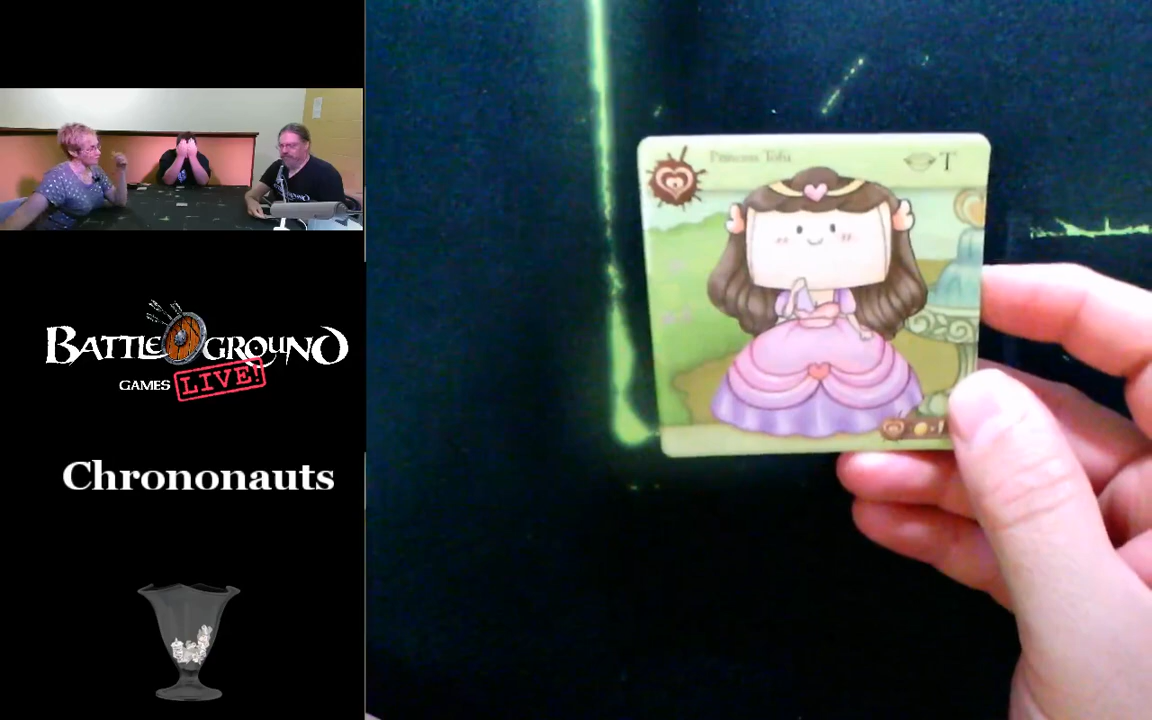 BATTLEGROUND
GAMES LIVE!
Chrononauts
Princess Tofu
T